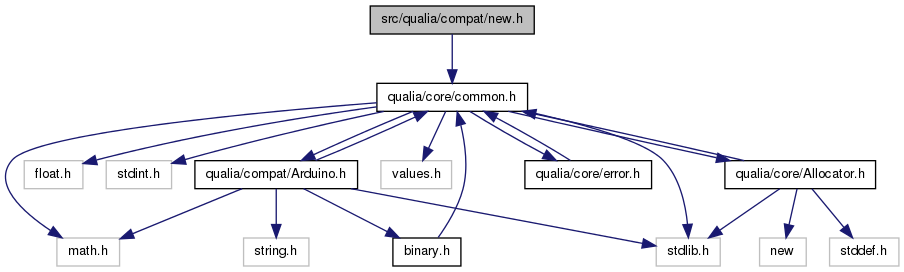 src/qualia/compat/new.h
qualia/core/common.h
float.h
stdint.h
qualia/compat/Arduino.h
values.h
qualia/core/error.h
qualia/core/Allocator.h
math.h
string.h
binary.h
stdlib.h
new
stddef.h